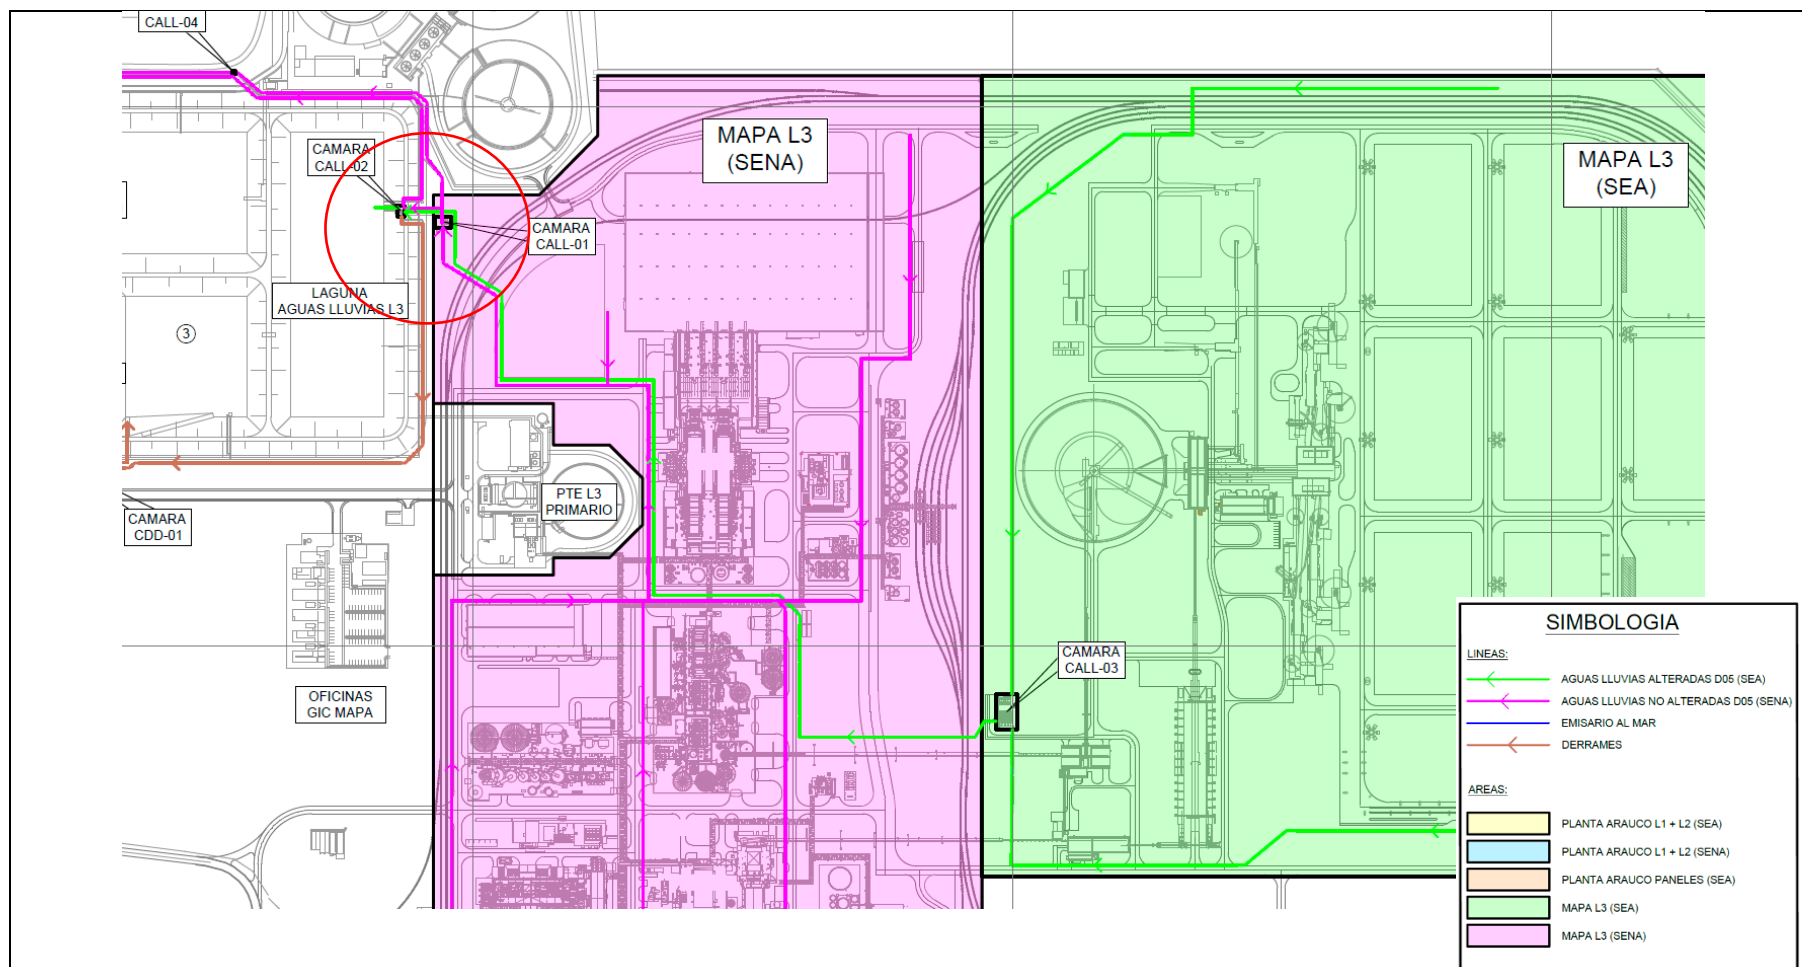 CALL-04
CAMARA
CALL-02
MAPA L3
(SENA)
MAPA L3
(SEA)
CAMARA
CALL-01
LAGUNA
AGUAS LLUVIAS L3
3
PTE L3
PRIMARIO
CAMARA
CDD-01
CAMARA
CALL-03
OFICINAS
GIC MAPA
SIMBOLOGIA
LINEAS:
AGUAS LLUVIAS ALTERADAS D05 (SEA)
AGUAS LLUVIAS NO ALTERADAS D05 (SENA)
EMISARIO AL MAR
DERRAMES
AREAS:
PLANTA ARAUCO L1 + L2 (SEA)
PLANTA ARAUCO L1 + L2 (SENA)
PLANTA ARAUCO PANELES (SEA)
MAPA L3 (SEA)
MAPA L3 (SENA)